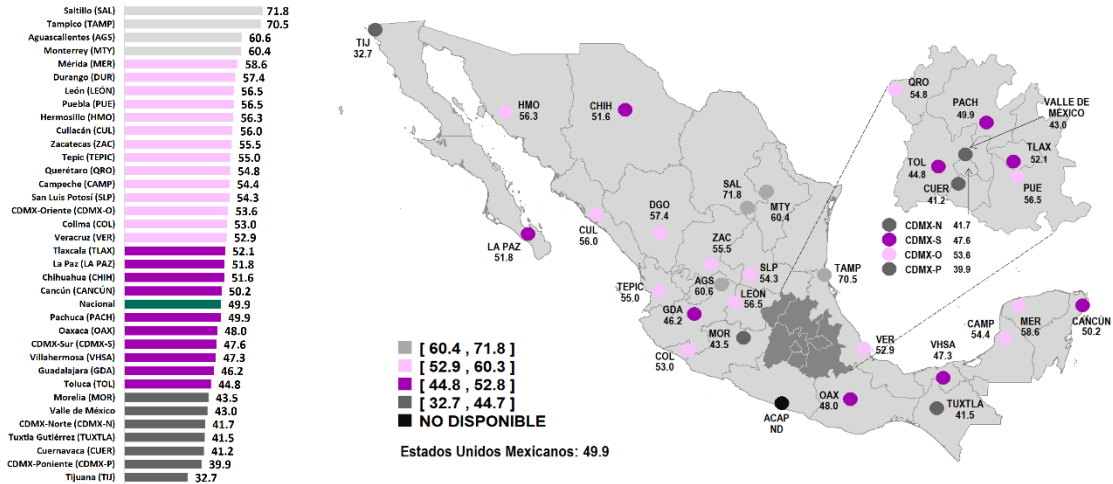 Saltillo (SAL) 71.8
Tampico (TAMP) 70.5
Aguascalientes (AGS) 60.6
Monterrey (MTY) 60.4
Mérida (MER) 58.6
Durango (DUR) 57.4
León (LEÓN) 56.5
Puebla (PUE) 56.5
Hermosillo (HMO) 56.3
Culiacán (CUL) 56.0
Zacatecas (ZAC) 55.5
Tepic (TEPIC) 55.0
Querétaro (QRO) 54.8
Campeche (CAMP) 54.4
San Luis Potosí (SLP) 54.3
CDMX-Oriente (CDMX-O) 53.6
Colima (COL) 53.0
Veracruz (VER) 52.9
Tlaxcala (TLAX) 52.1
La Paz (LA PAZ) 51.8
Chihuahua (CHIH) 51.6
Cancún (CANCÚN) 50.2
Nacional 49.9
Pachuca (PACH) 49.9
Oaxaca (OAX) 48.0
CDMX-Sur (CDMX-S) 47.6
Villahermosa (VHSA) 47.3
Guadalajara (GDA) 46.2
Toluca (TOL) 44.8
Morelia (MOR) 43.5
Valle de México 43.0
CDMX-Norte (CDMX-N) 41.7
Tuxtla Gutiérrez (TUXTLA) 41.5
Cuernavaca (CUER) 41.2
CDMX-Poniente (CDMX-P) 39.9
Tijuana (TIJ) 32.7
TIJ
32.7
HMO
56.3
CHIH
51.6
SAL
71.8
MTY
60.4
DGO
57.4
CUL
56.0
LA PAZ
51.8
ZAC
55.5
SLP
54.3
TAMP
70.5
TEPIC
55.0
AGS
60.6
LEÓN
56.5
GDA
46.2
MOR
43.5
COL
53.0
VER
52.9
ACAP
ND
OAX
48.0
VHSA
47.3
TUXTLA
41.5
CAMP
54.4
MER
58.6
CANCÚN
50.2
QRO
54.8
PACH
49.9
VALLE DE
MEXICO
43.0
TLAX
52.1
TOL
44.8
CUER
41.2
PUE
56.5
CDMX-N 41.7
CDMX-S 47.6
CDMX-O 53.6
CDMX-P 39.9
[ 60.4 , 71.8 ]
[ 52.9 , 60.3 ]
[ 44.8 , 52.8 ]
[ 32.7 , 44.7 ]
NO DISPONIBLE
Estados Unidos Mexicanos: 49.9